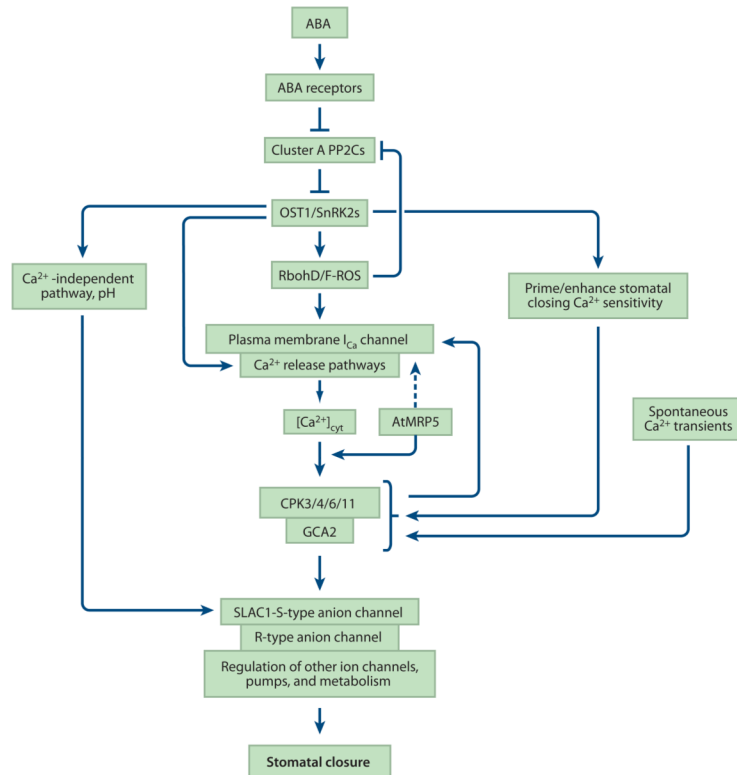 ABA
ABA receptors
Cluster A PP2Cs
OST1/SnRK2s
RbohD/F-ROS
Ca²⁺ -independent
pathway, pH
Prime/enhance stomatal
closing Ca²⁺ sensitivity
Plasma membrane I_Ca channel
Ca²⁺ release pathways
[Ca²⁺]cyt
AtMRP5
Spontaneous
Ca²⁺ transients
CPK3/4/6/11
GCA2
SLAC1-S-type anion channel
R-type anion channel
Regulation of other ion channels,
pumps, and metabolism
Stomatal closure